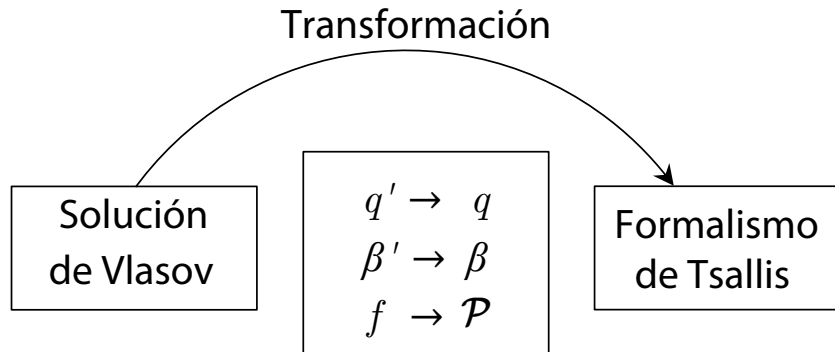 Transformación
Solución
de Vlasov
q' → q
β' → β
f → 𝒫
Formalismo
de Tsallis